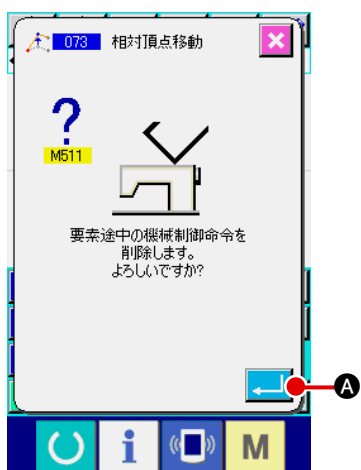 073 相対頂点移動
?
M511
要素途中の機械制御命令を
削除します。
よろしいですか?
A
i
M